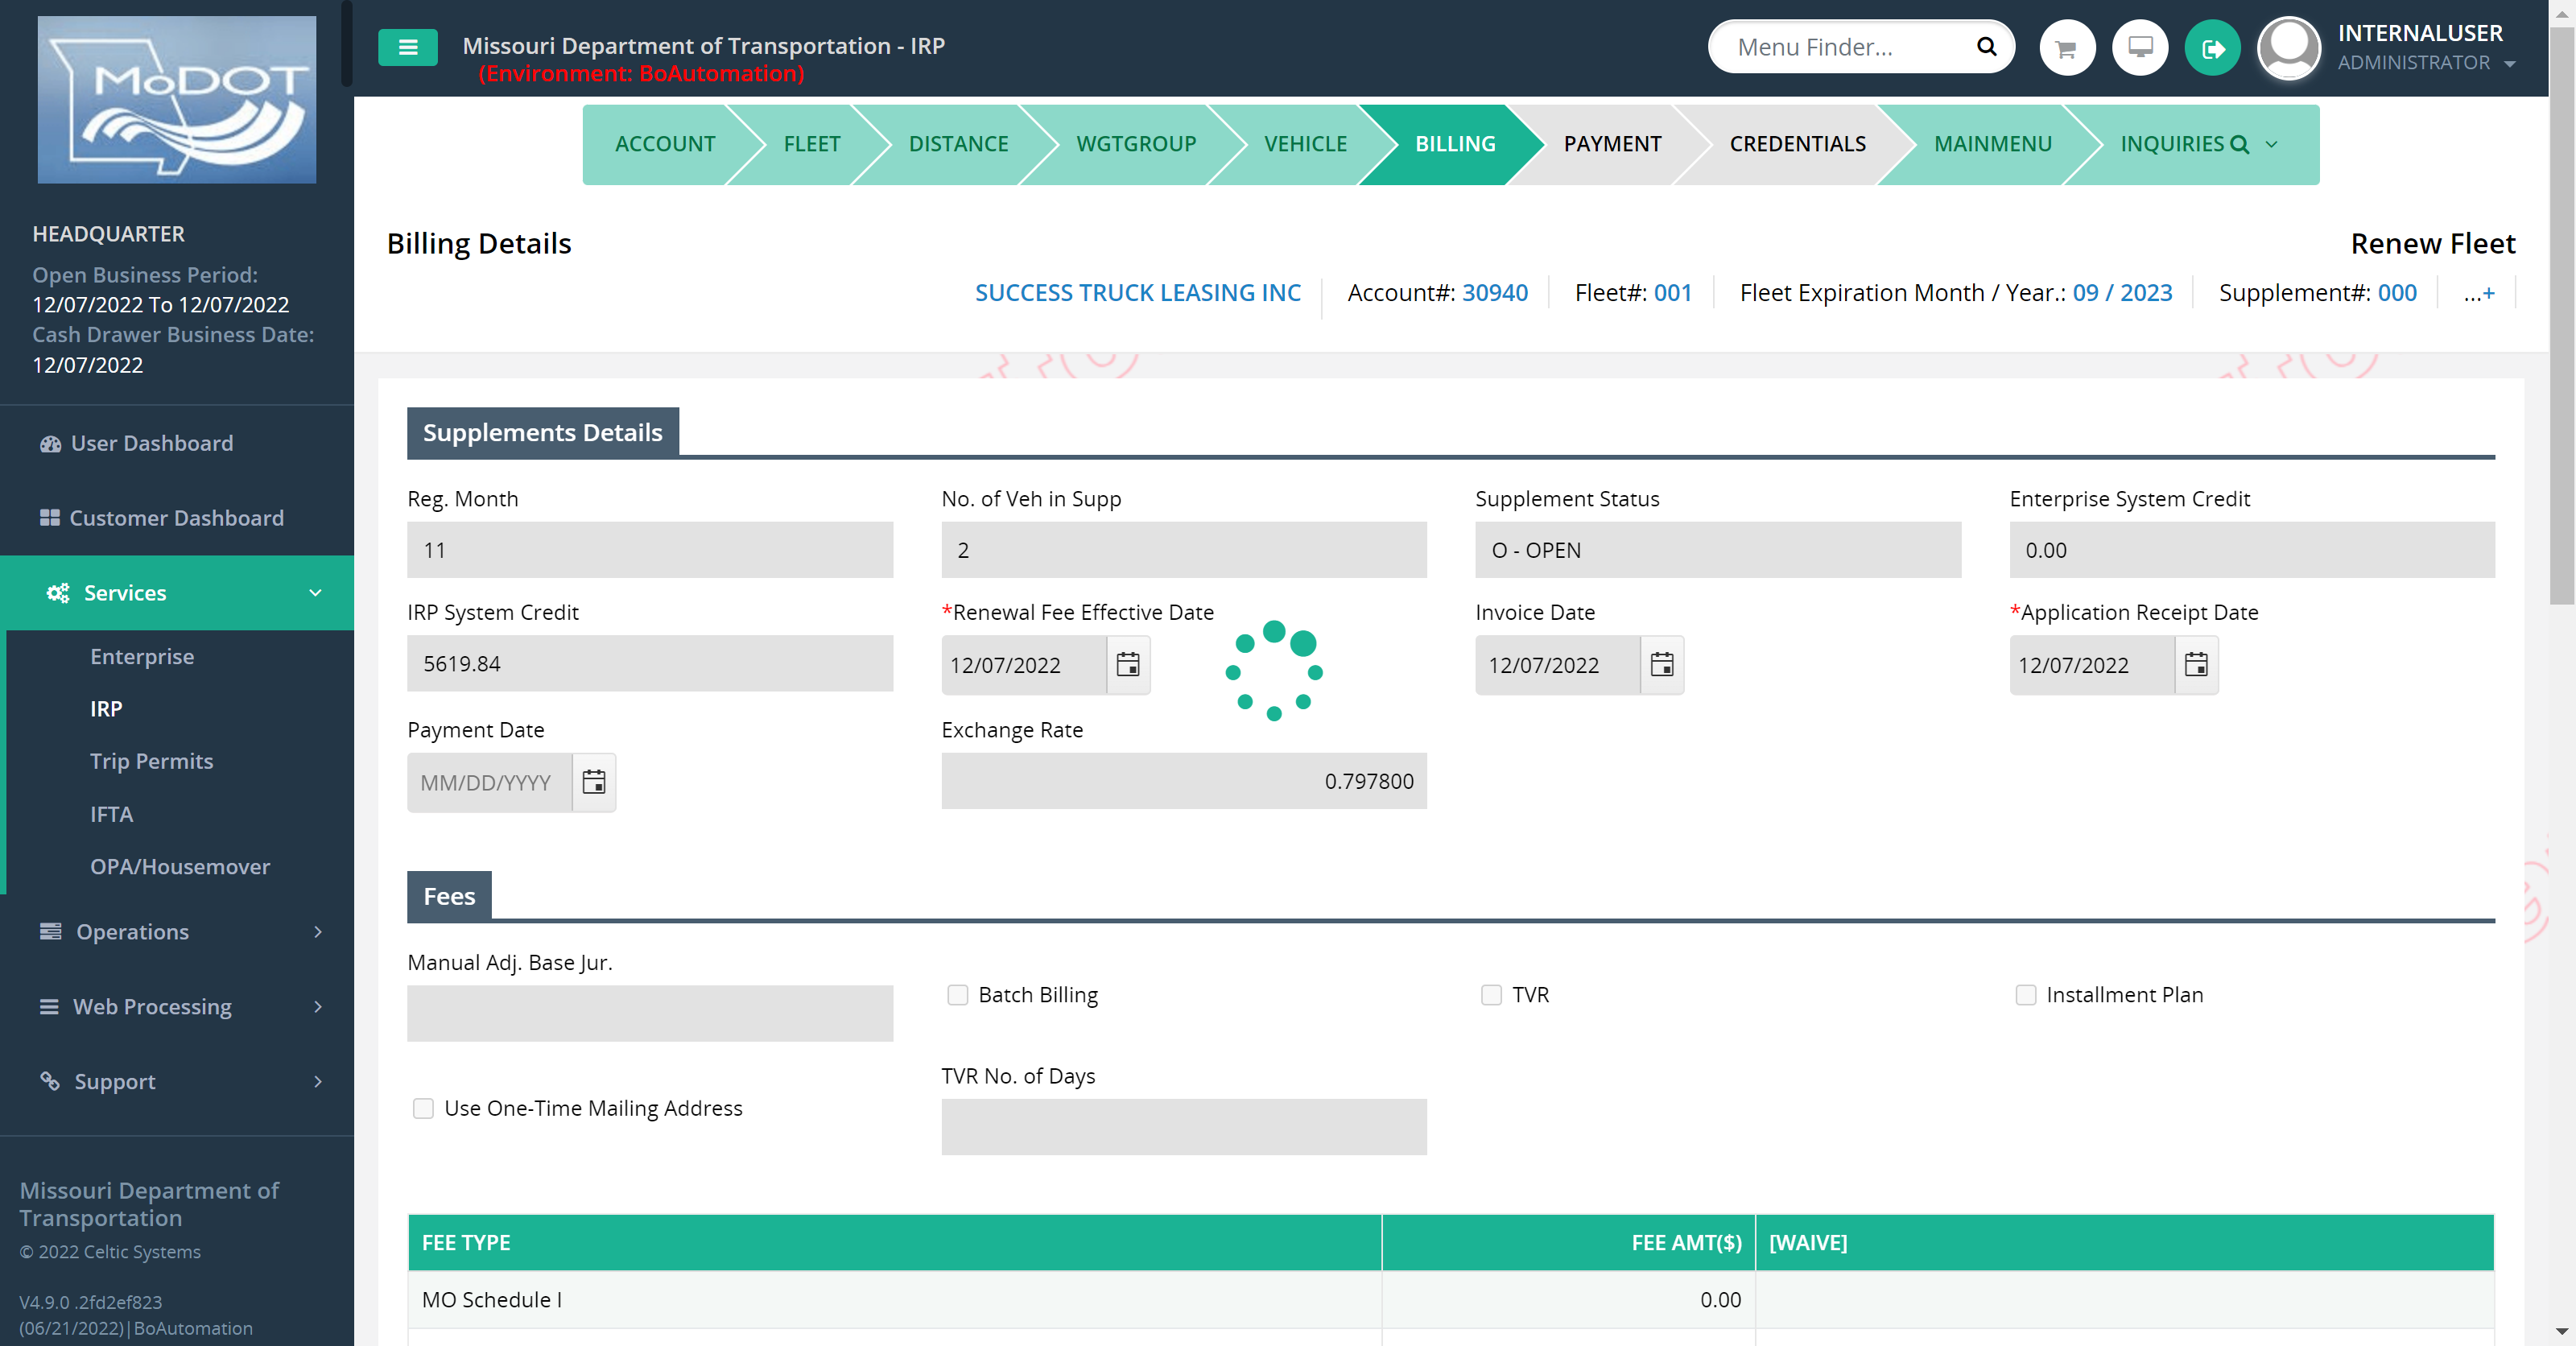 MoDOT
HEADQUARTER
Open Business Period:
12/07/2022 To 12/07/2022
Cash Drawer Business Date:
12/07/2022
User Dashboard
Customer Dashboard
Services
Enterprise
IRP
Trip Permits
IFTA
OPA/Housemover
Operations
Web Processing
Support
Missouri Department of
Transportation
© 2022 Celtic Systems
V4.9.0 .2fd2ef823
(06/21/2022)|BoAutomation
Missouri Department of Transportation - IRP
(Environment: BoAutomation)
Menu Finder...
INTERNALUSER
ADMINISTRATOR
ACCOUNT FLEET DISTANCE WGTGROUP VEHICLE BILLING PAYMENT CREDENTIALS MAINMENU INQUIRIES
Billing Details
Renew Fleet
SUCCESS TRUCK LEASING INC Account#: 30940 Fleet#: 001 Fleet Expiration Month / Year.: 09 / 2023 Supplement#: 000 ...+
Supplements Details
Reg. Month No. of Veh in Supp Supplement Status Enterprise System Credit
11 2 O - OPEN 0.00
IRP System Credit *Renewal Fee Effective Date Invoice Date *Application Receipt Date
5619.84 12/07/2022 12/07/2022 12/07/2022
Payment Date Exchange Rate
MM/DD/YYYY 0.797800
Fees
Manual Adj. Base Jur.
Batch Billing TVR Installment Plan
TVR No. of Days
Use One-Time Mailing Address
FEE TYPE FEE AMT($) [WAIVE]
MO Schedule I 0.00